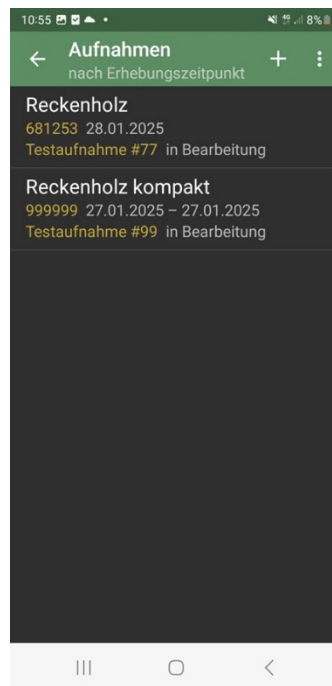 10:55
8%
Aufnahmen
nach Erhebungszeitpunkt
Reckenholz
681253 28.01.2025
Testaufnahme #77 in Bearbeitung
Reckenholz kompakt
999999 27.01.2025 – 27.01.2025
Testaufnahme #99 in Bearbeitung